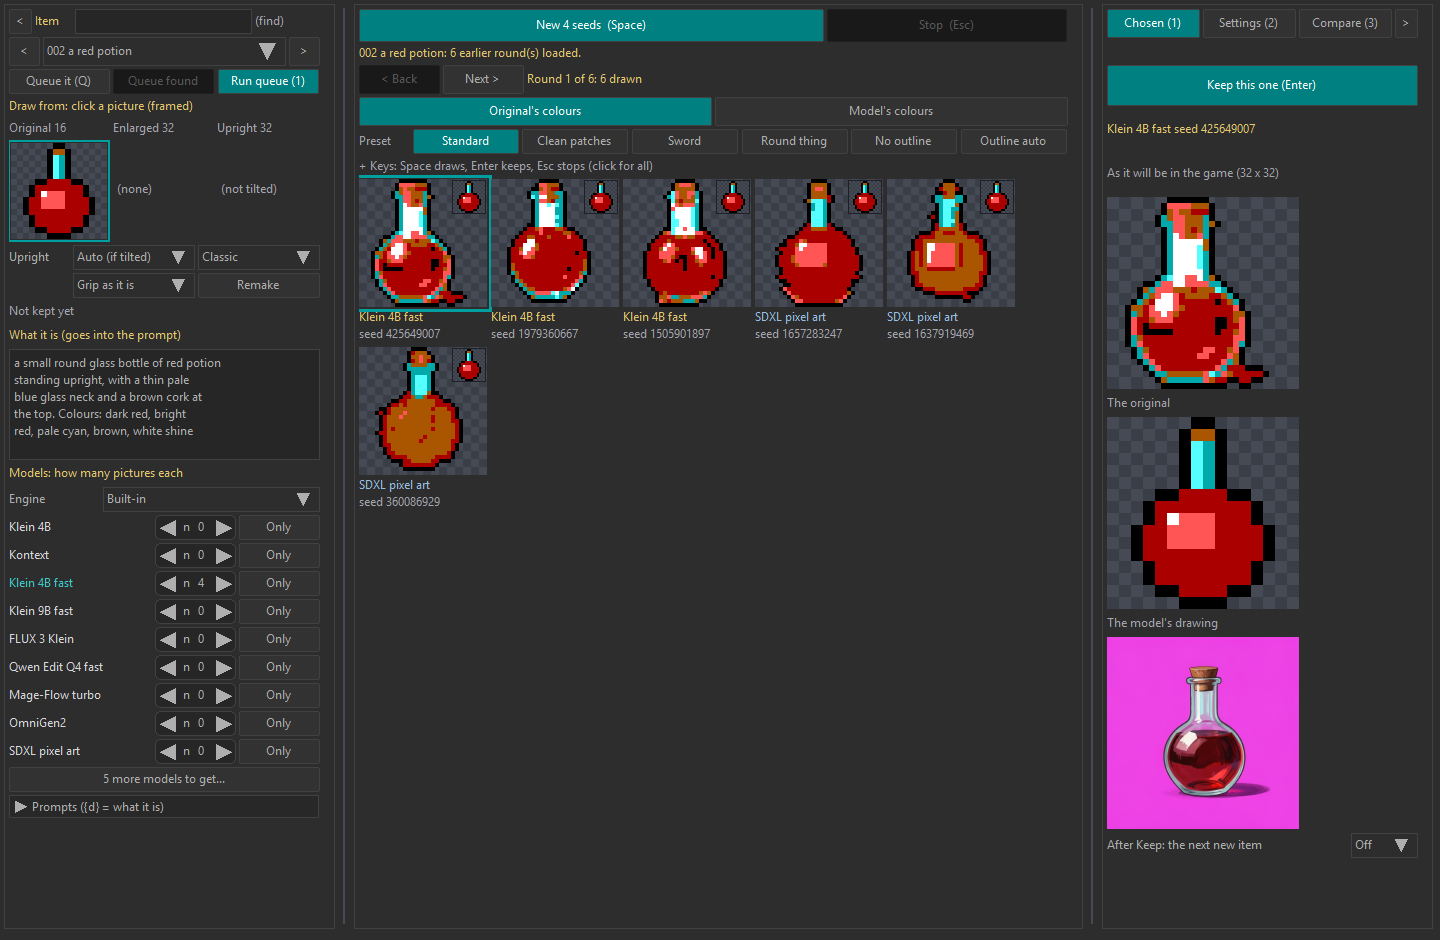 < Item (find)
< 002 a red potion >
Queue it (Q) Queue found Run queue (1)
Draw from: click a picture (framed)
Original 16 Enlarged 32 Upright 32
(none) (not tilted)
Upright Auto (if tilted) Classic
Grip as it is Remake
Not kept yet
What it is (goes into the prompt)
a small round glass bottle of red potion
standing upright, with a thin pale
blue glass neck and a brown cork at
the top. Colours: dark red, bright
red, pale cyan, brown, white shine
Models: how many pictures each
Engine Built-in
Klein 4B n 0 Only
Kontext n 0 Only
Klein 4B fast n 4 Only
Klein 9B fast n 0 Only
FLUX 3 Klein n 0 Only
Qwen Edit Q4 fast n 0 Only
Mage-Flow turbo n 0 Only
OmniGen2 n 0 Only
SDXL pixel art n 0 Only
5 more models to get...
Prompts ({d} = what it is)
New 4 seeds (Space) Stop (Esc)
002 a red potion: 6 earlier round(s) loaded.
< Back Next > Round 1 of 6: 6 drawn
Original's colours Model's colours
Preset Standard Clean patches Sword Round thing No outline Outline auto
+ Keys: Space draws, Enter keeps, Esc stops (click for all)
Klein 4B fast Klein 4B fast Klein 4B fast SDXL pixel art SDXL pixel art
seed 425649007 seed 1979360667 seed 1505901897 seed 1657283247 seed 1637919469
SDXL pixel art
seed 360086929
Chosen (1) Settings (2) Compare (3) >
Keep this one (Enter)
Klein 4B fast seed 425649007
As it will be in the game (32 x 32)
The original
The model's drawing
After Keep: the next new item Off